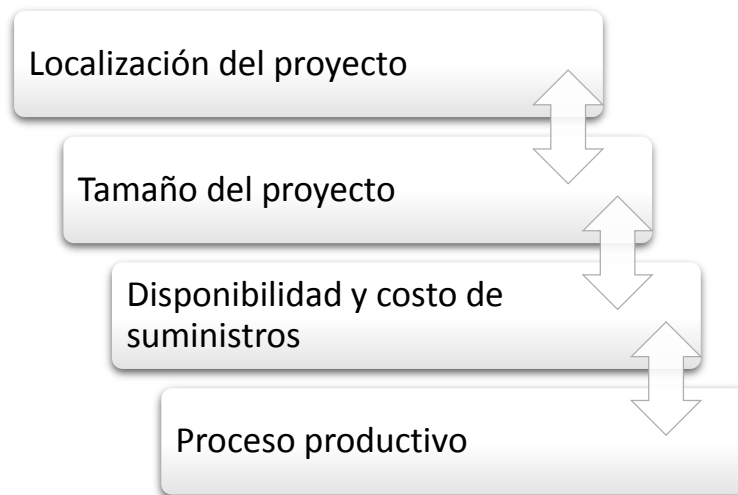 Localización del proyecto
Tamaño del proyecto
Disponibilidad y costo de
suministros
Proceso productivo